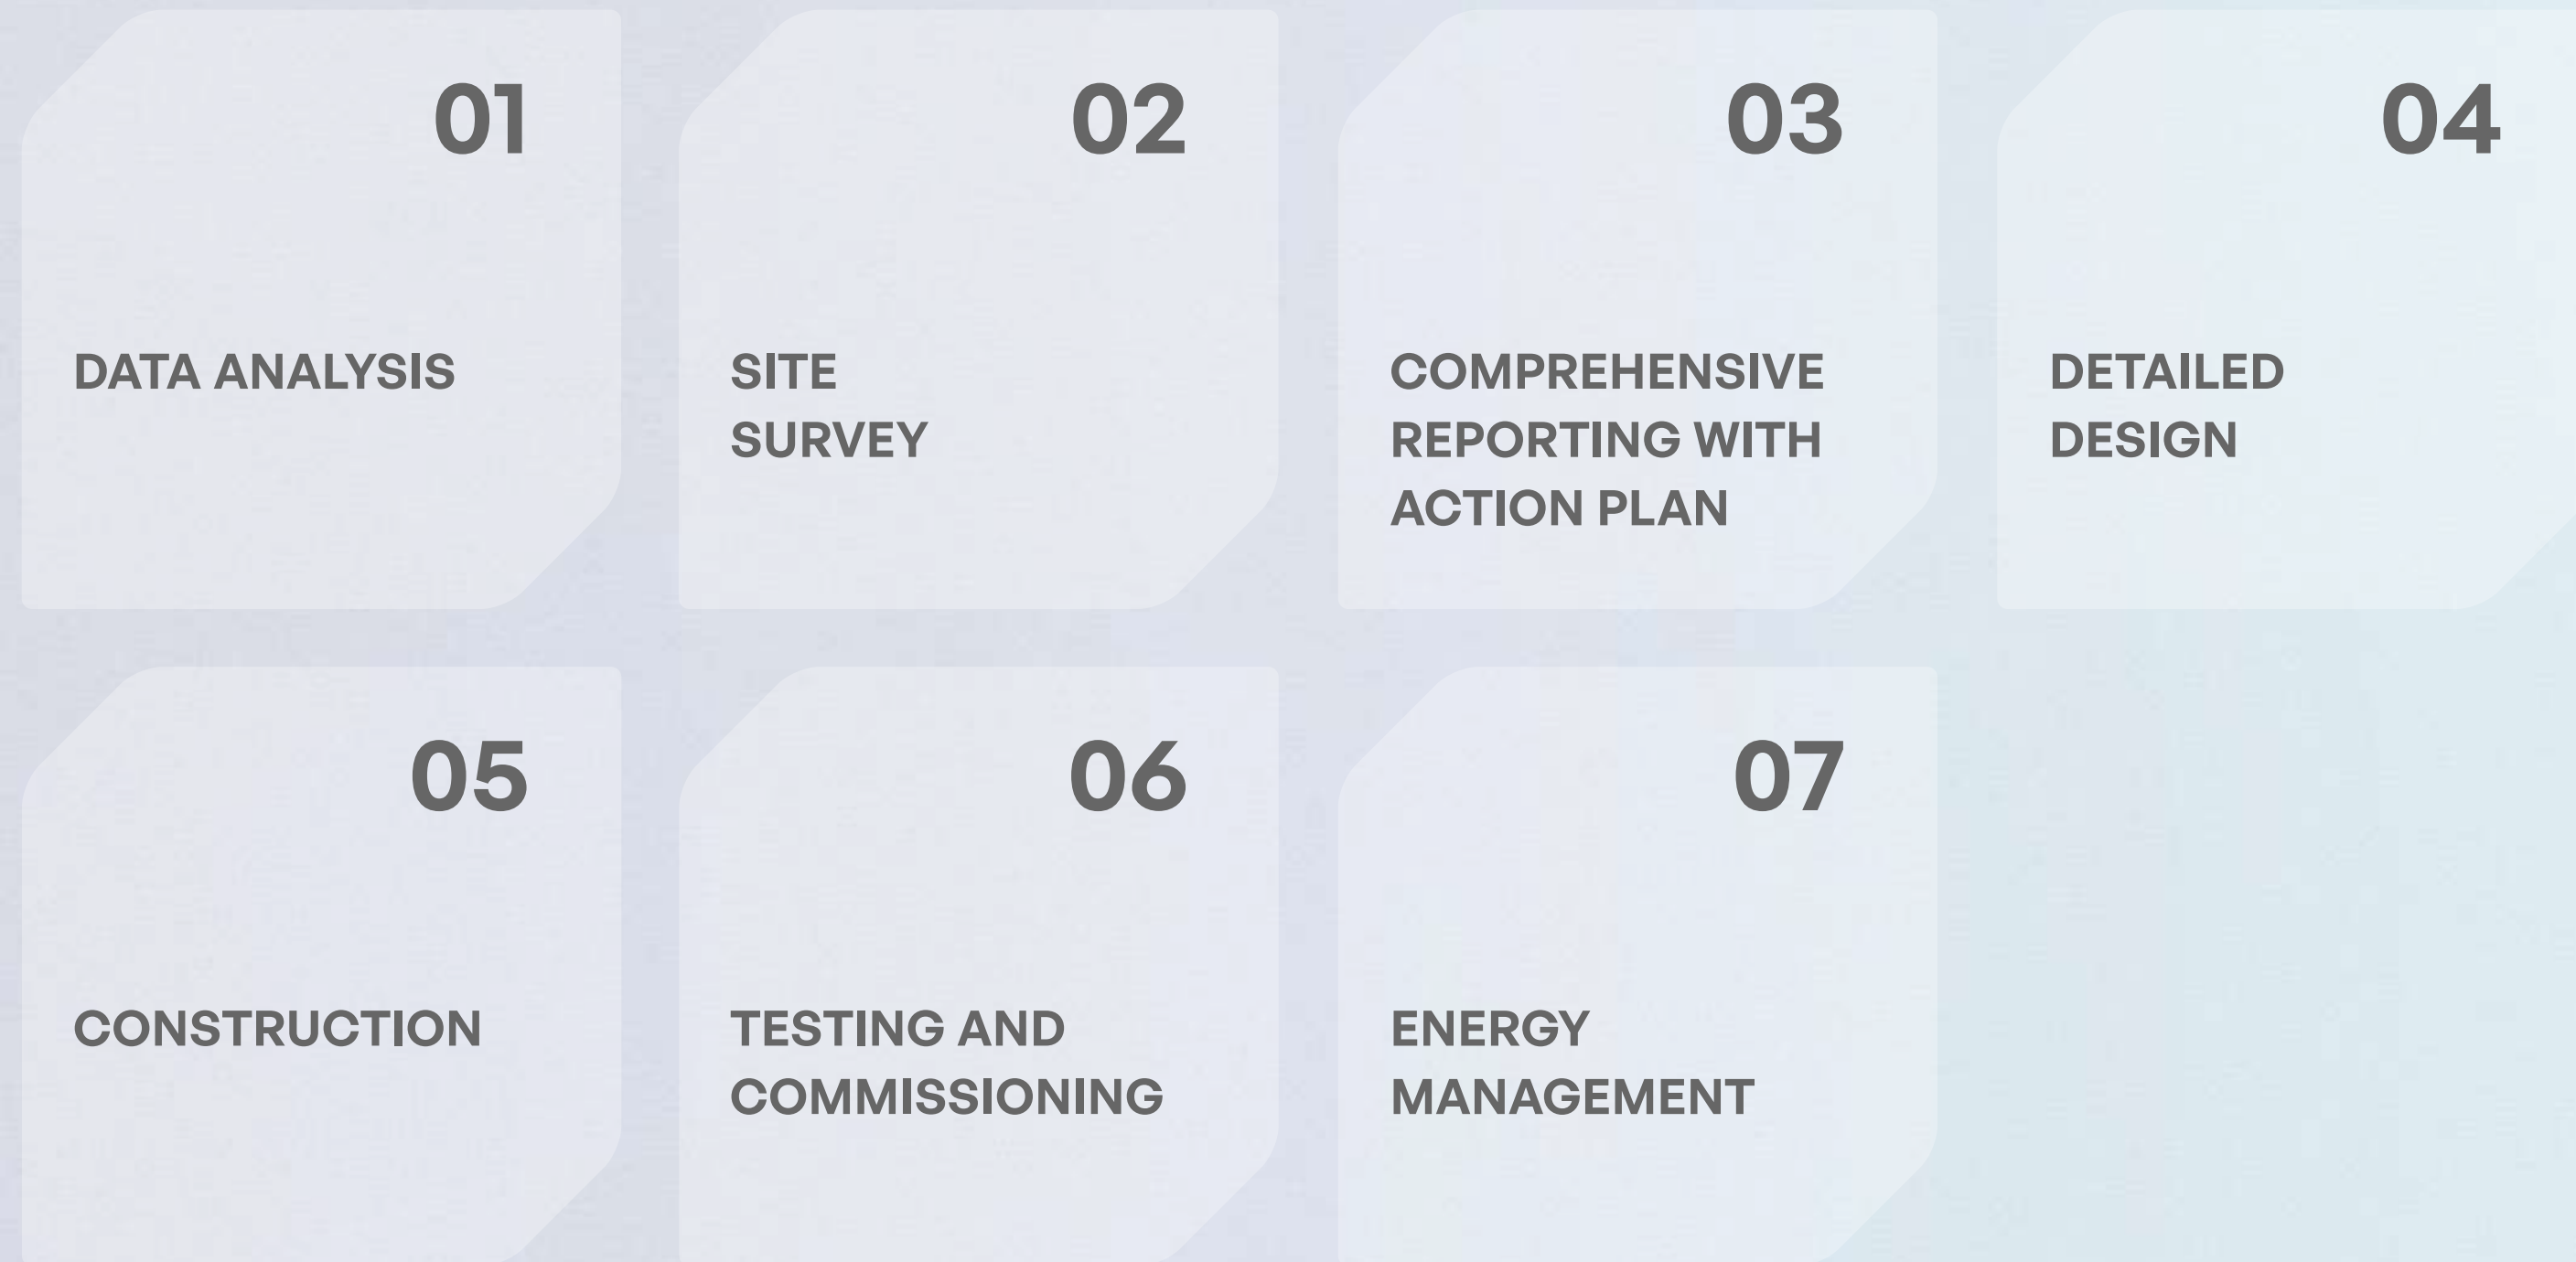 01
DATA ANALYSIS
02
SITE
SURVEY
03
COMPREHENSIVE
REPORTING WITH
ACTION PLAN
04
DETAILED
DESIGN
05
CONSTRUCTION
06
TESTING AND
COMMISSIONING
07
ENERGY
MANAGEMENT